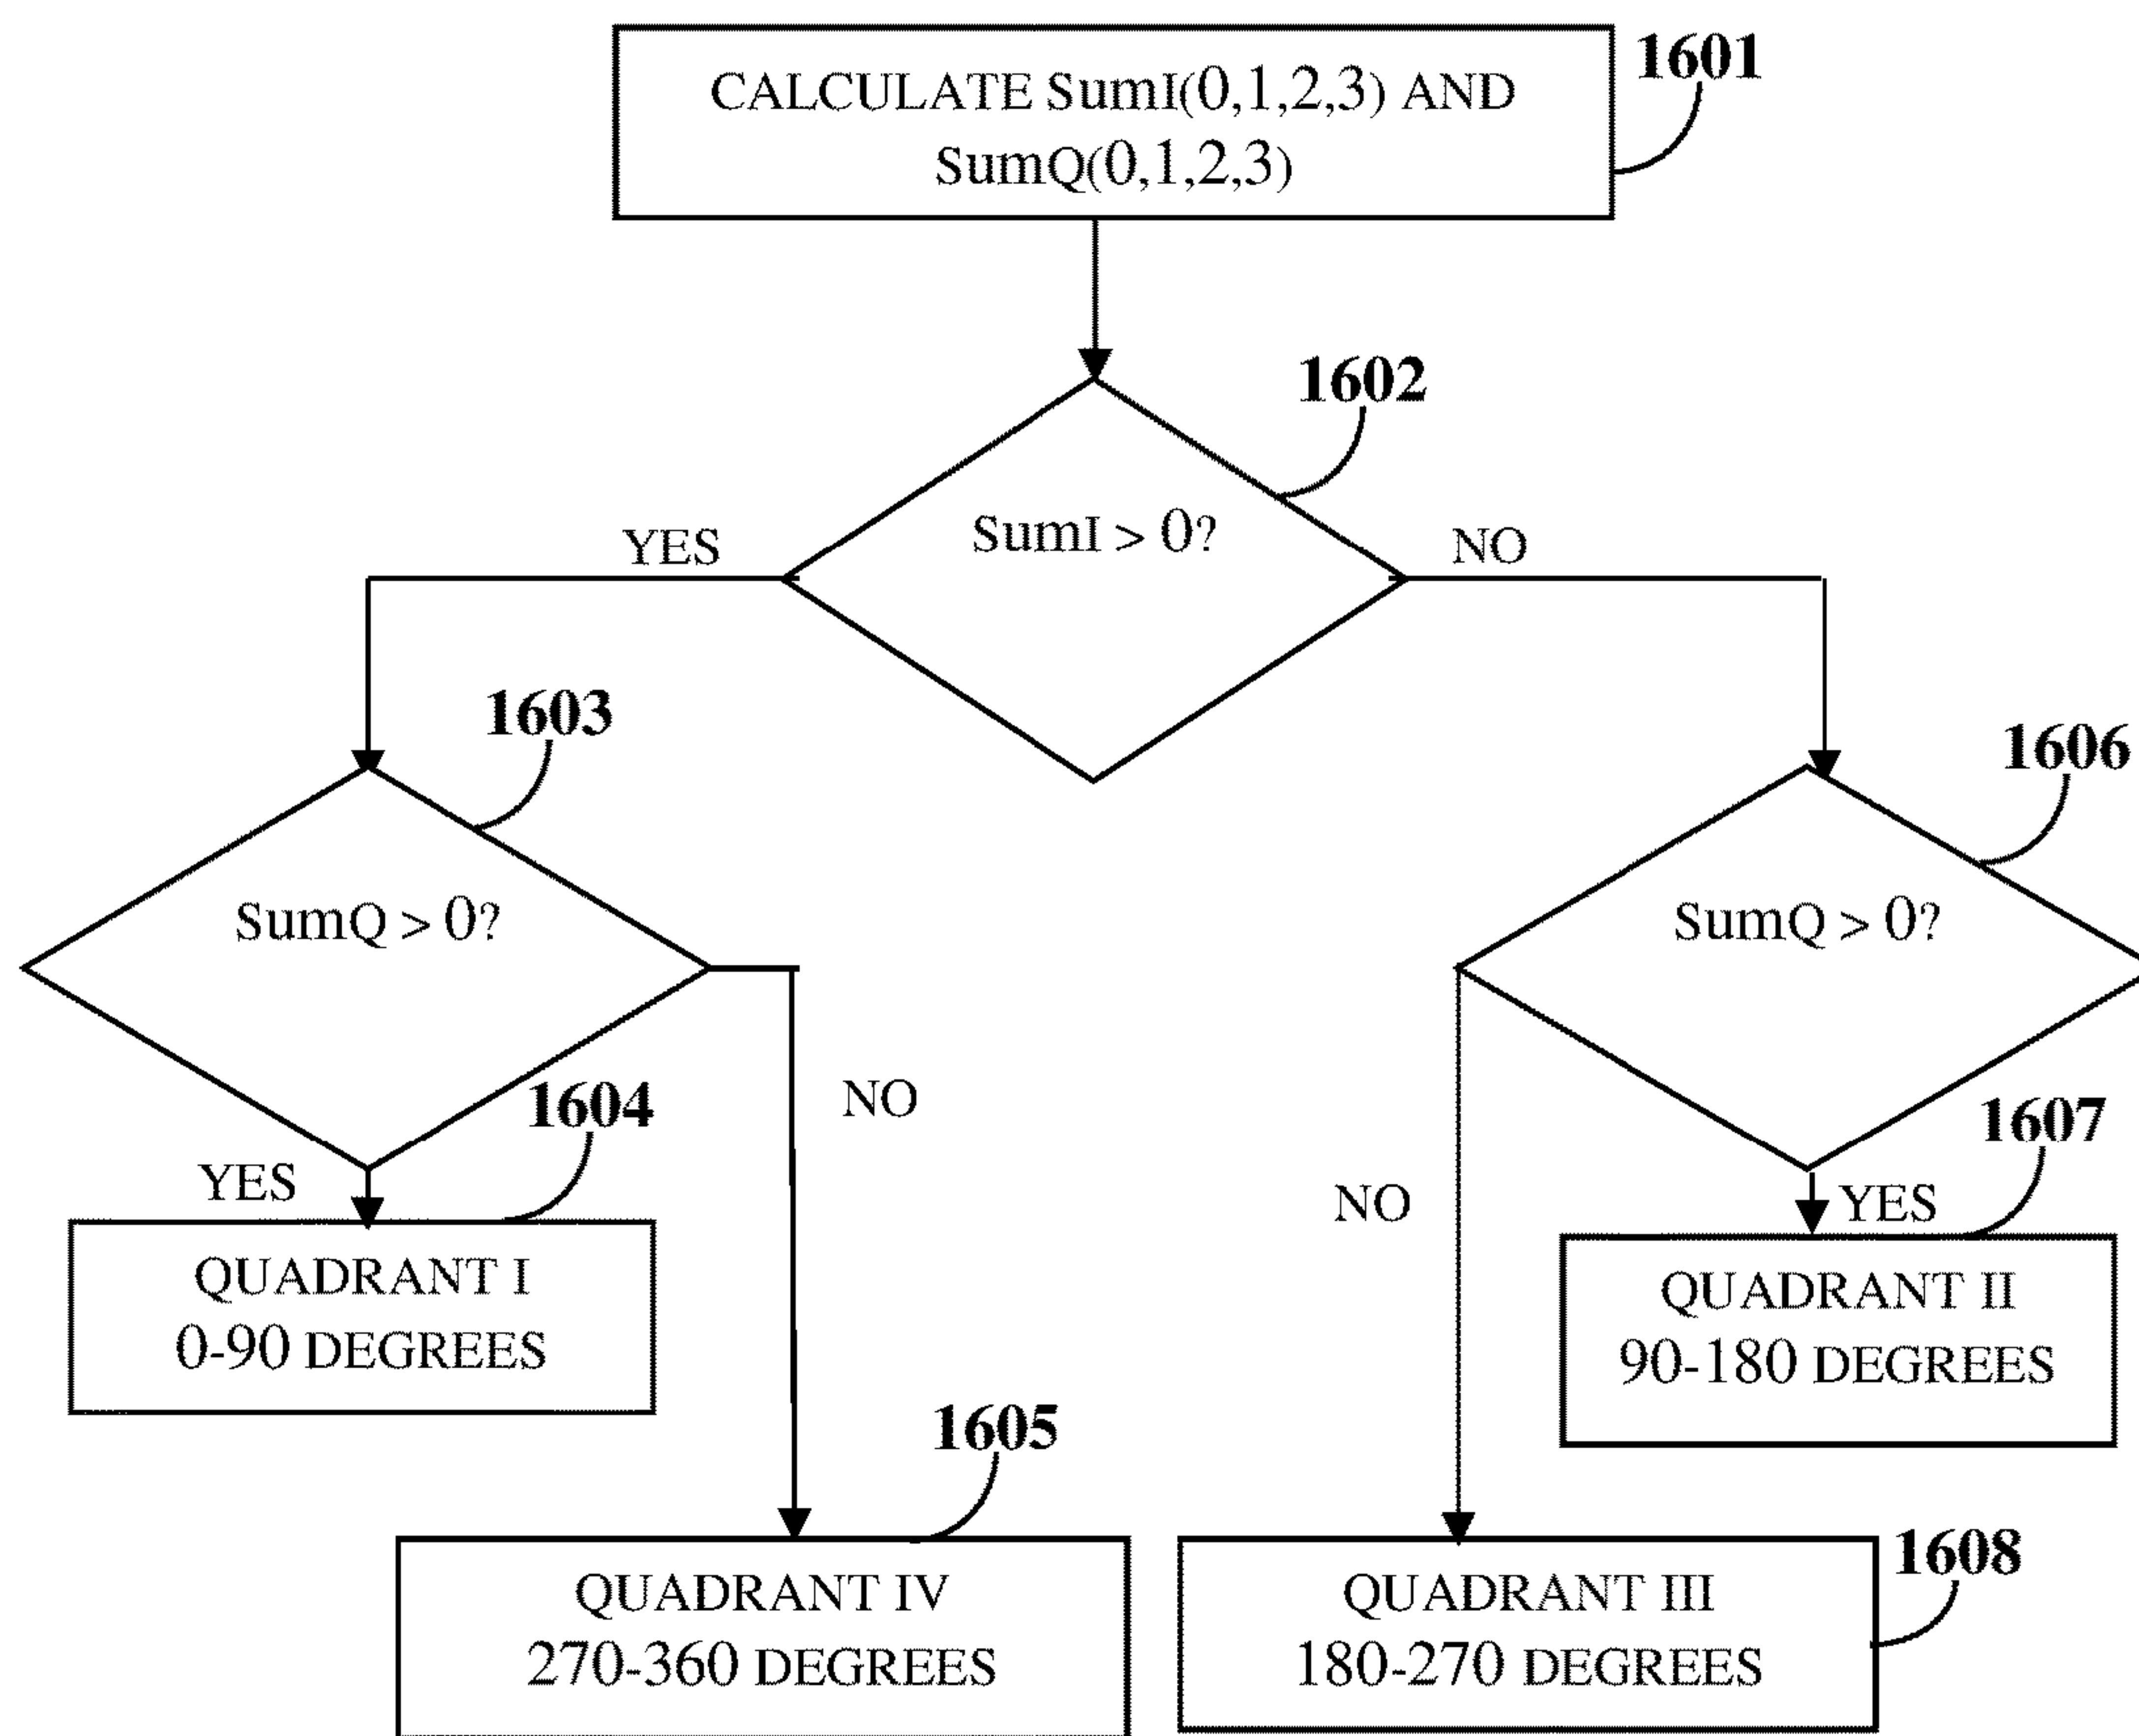 CALCULATE SumI(0,1,2,3) AND
SumQ(0,1,2,3)
1601
1602
SumI > 0?
YES
NO
1603
1606
SumQ > 0?
SumQ > 0?
1604
NO
1607
YES
NO
YES
QUADRANT I
0-90 DEGREES
QUADRANT II
90-180 DEGREES
1605
1608
QUADRANT IV
270-360 DEGREES
QUADRANT III
180-270 DEGREES